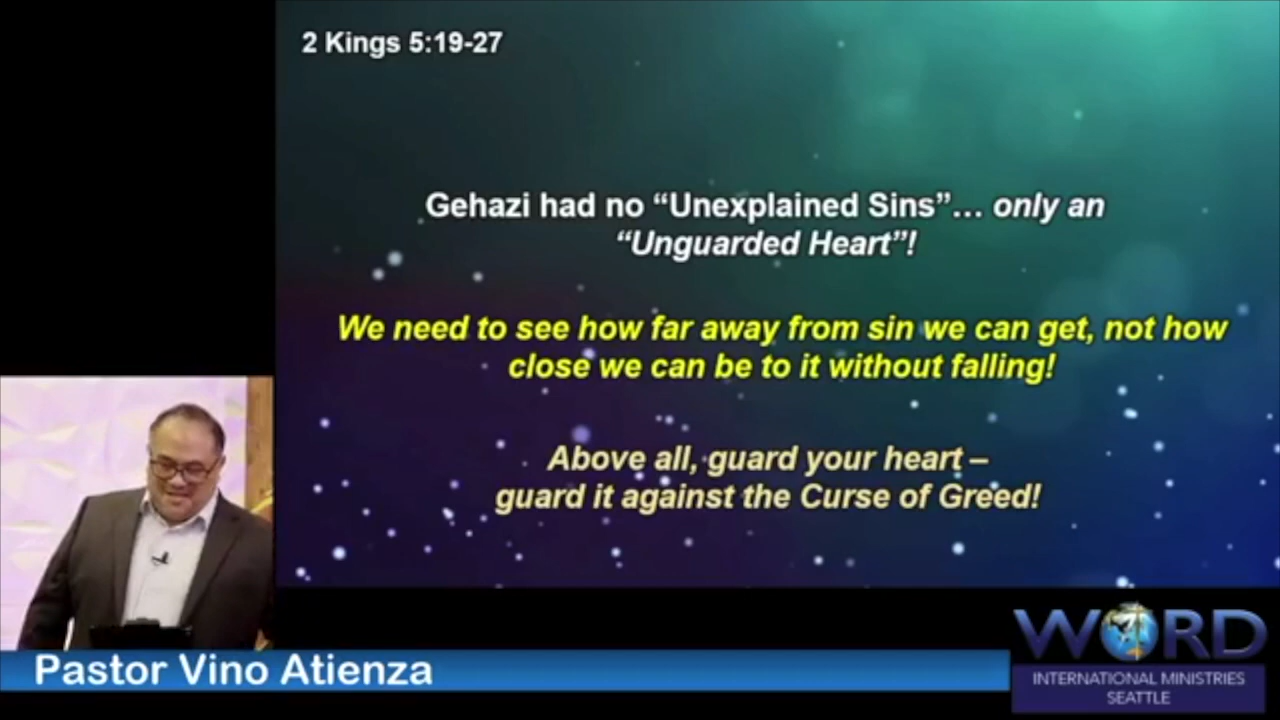 2 Kings 5:19-27
Gehazi had no “Unexplained Sins”… only an
“Unguarded Heart”!
We need to see how far away from sin we can get, not how
close we can be to it without falling!
Above all, guard your heart –
guard it against the Curse of Greed!
Pastor Vino Atienza
WORD
INTERNATIONAL MINISTRIES
SEATTLE